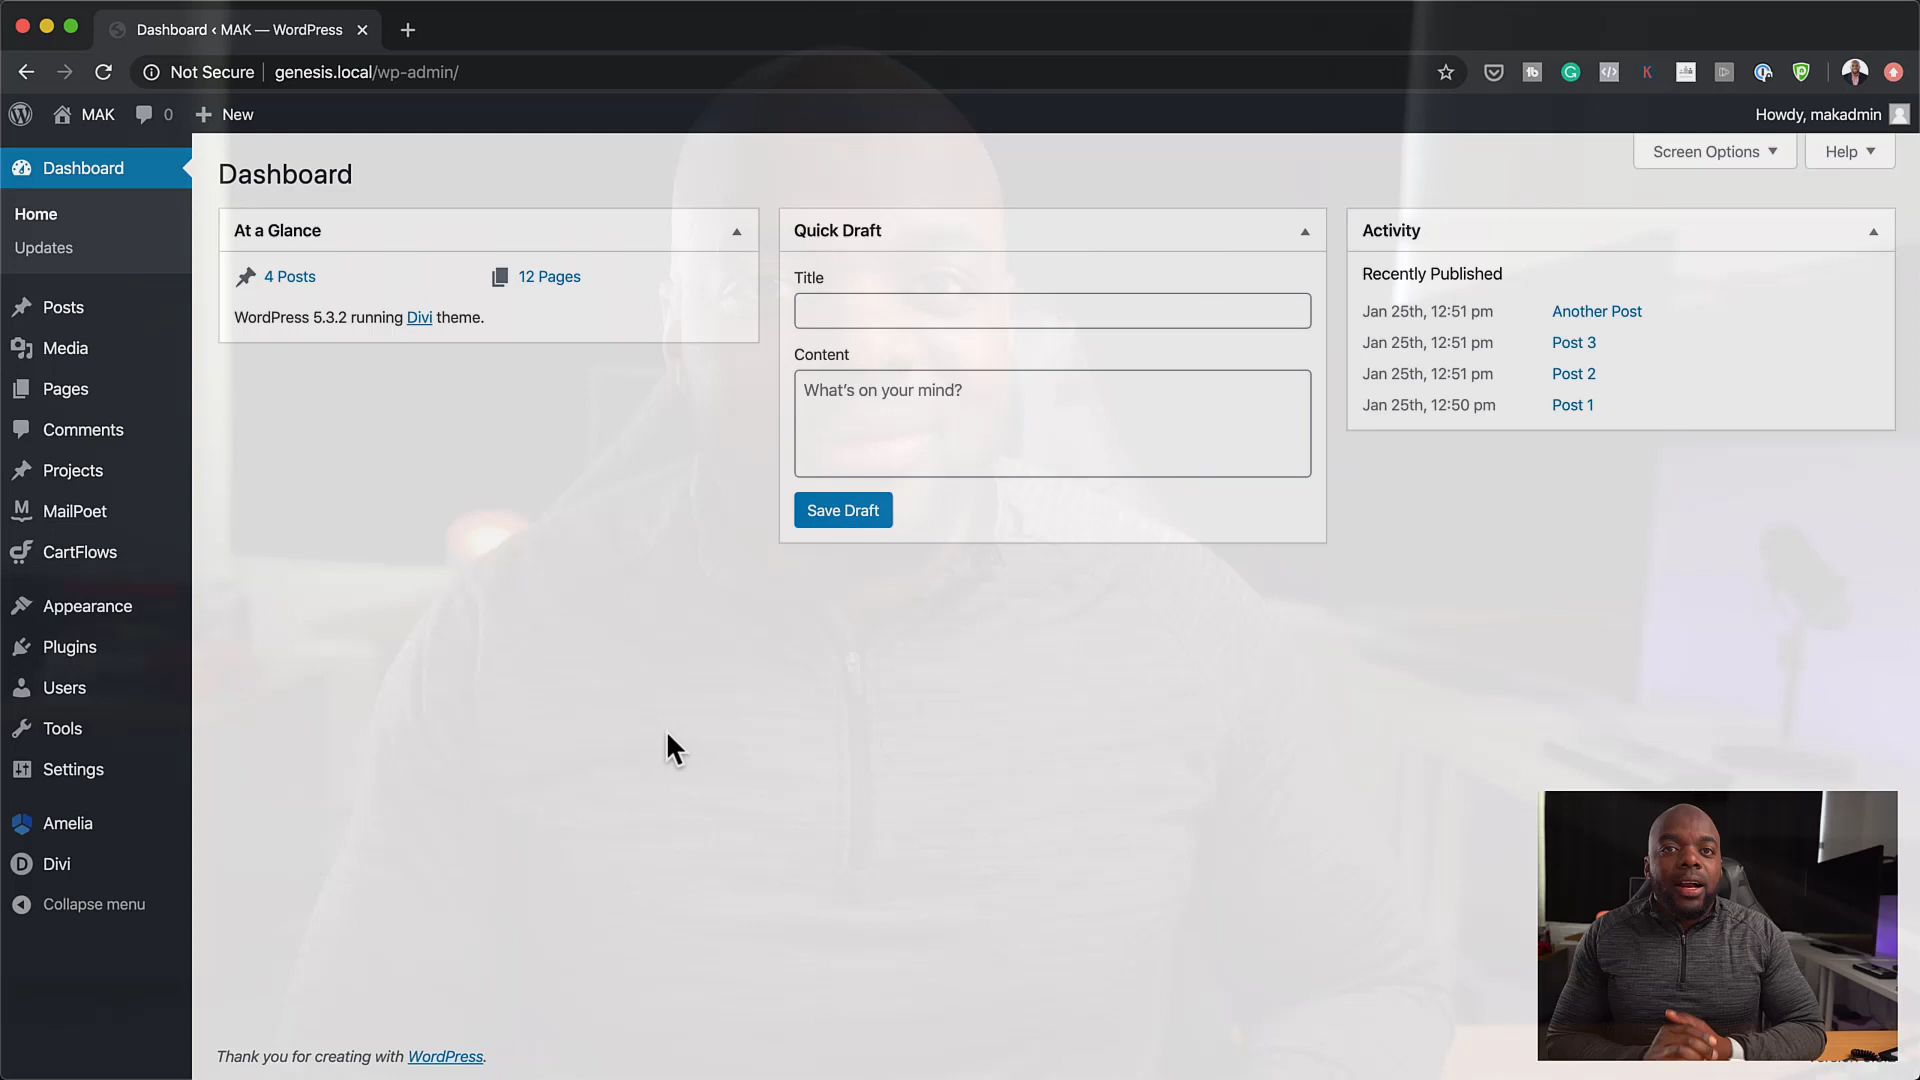 Dashboard ‹ MAK — WordPress
Not Secure
genesis.local/wp-admin/
MAK
0
New
Howdy, makadmin
Screen Options
Help
Dashboard
Home
Updates
Posts
Media
Pages
Comments
Projects
MailPoet
CartFlows
Appearance
Plugins
Users
Tools
Settings
Amelia
Divi
Collapse menu
Dashboard
At a Glance
4 Posts
12 Pages
WordPress 5.3.2 running Divi theme.
Quick Draft
Title
Content
What's on your mind?
Save Draft
Activity
Recently Published
Jan 25th, 12:51 pm Another Post
Jan 25th, 12:51 pm Post 3
Jan 25th, 12:51 pm Post 2
Jan 25th, 12:50 pm Post 1
Thank you for creating with WordPress.